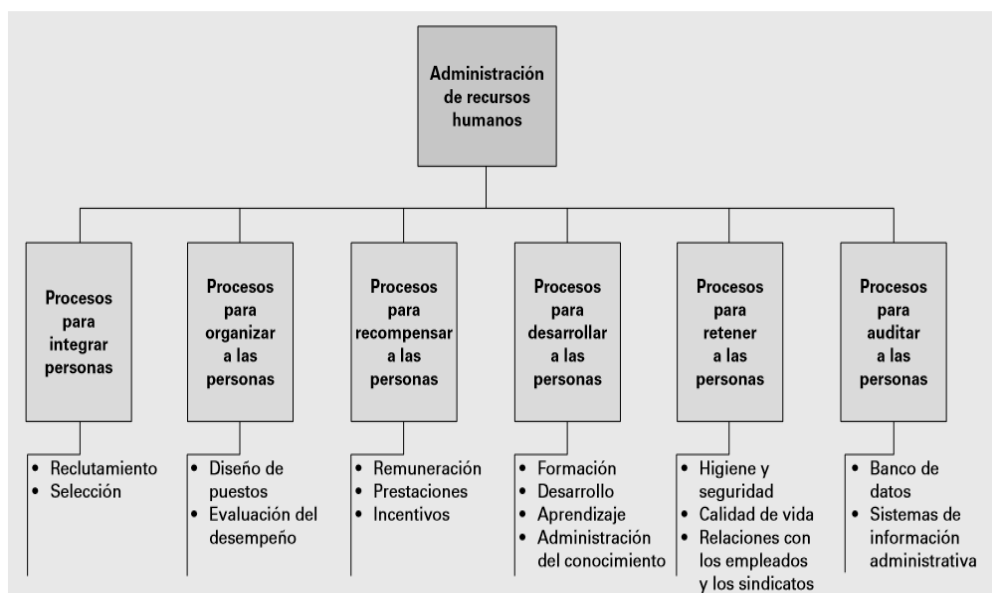 Administración
de recursos
humanos
Procesos
para
integrar
personas
Procesos
para
organizar
a las
personas
Procesos
para
recompensar
a las
personas
Procesos
para
desarrollar
a las
personas
Procesos
para
retener
a las
personas
Procesos
para
auditar
a las
personas
• Reclutamiento
• Selección
• Diseño de
puestos
• Evaluación del
desempeño
• Remuneración
• Prestaciones
• Incentivos
• Formación
• Desarrollo
• Aprendizaje
• Administración
del conocimiento
• Higiene y
seguridad
• Calidad de vida
• Relaciones con
los empleados
y los sindicatos
• Banco de
datos
• Sistemas de
información
administrativa